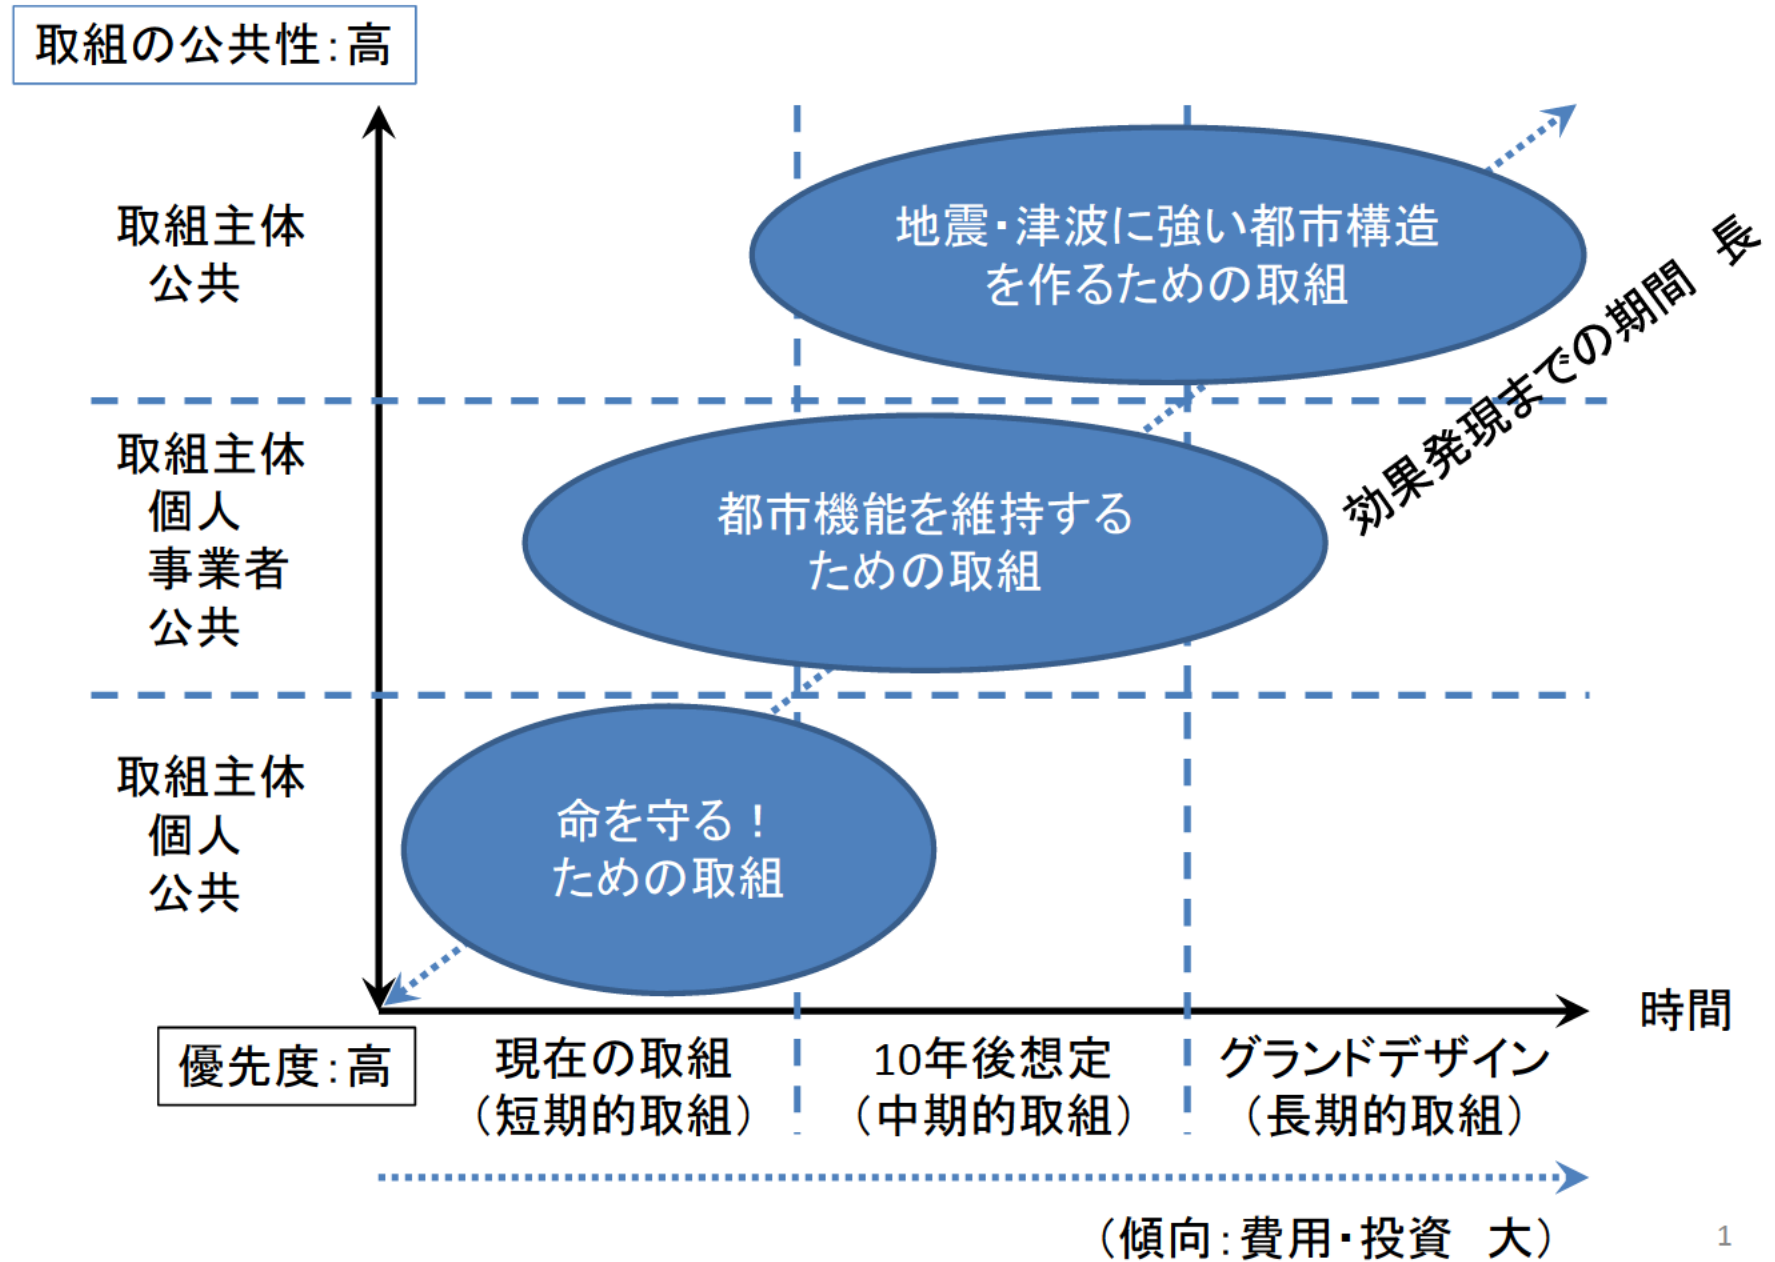 取組の公共性：高
取組主体
公共
地震・津波に強い都市構造
を作るための取組
効果発現までの期間　長
取組主体
個人
事業者
公共
都市機能を維持する
ための取組
取組主体
個人
公共
命を守る！
ための取組
時間
優先度：高
現在の取組
（短期的取組）
10年後想定
（中期的取組）
グランドデザイン
（長期的取組）
（傾向：費用・投資　大）
1